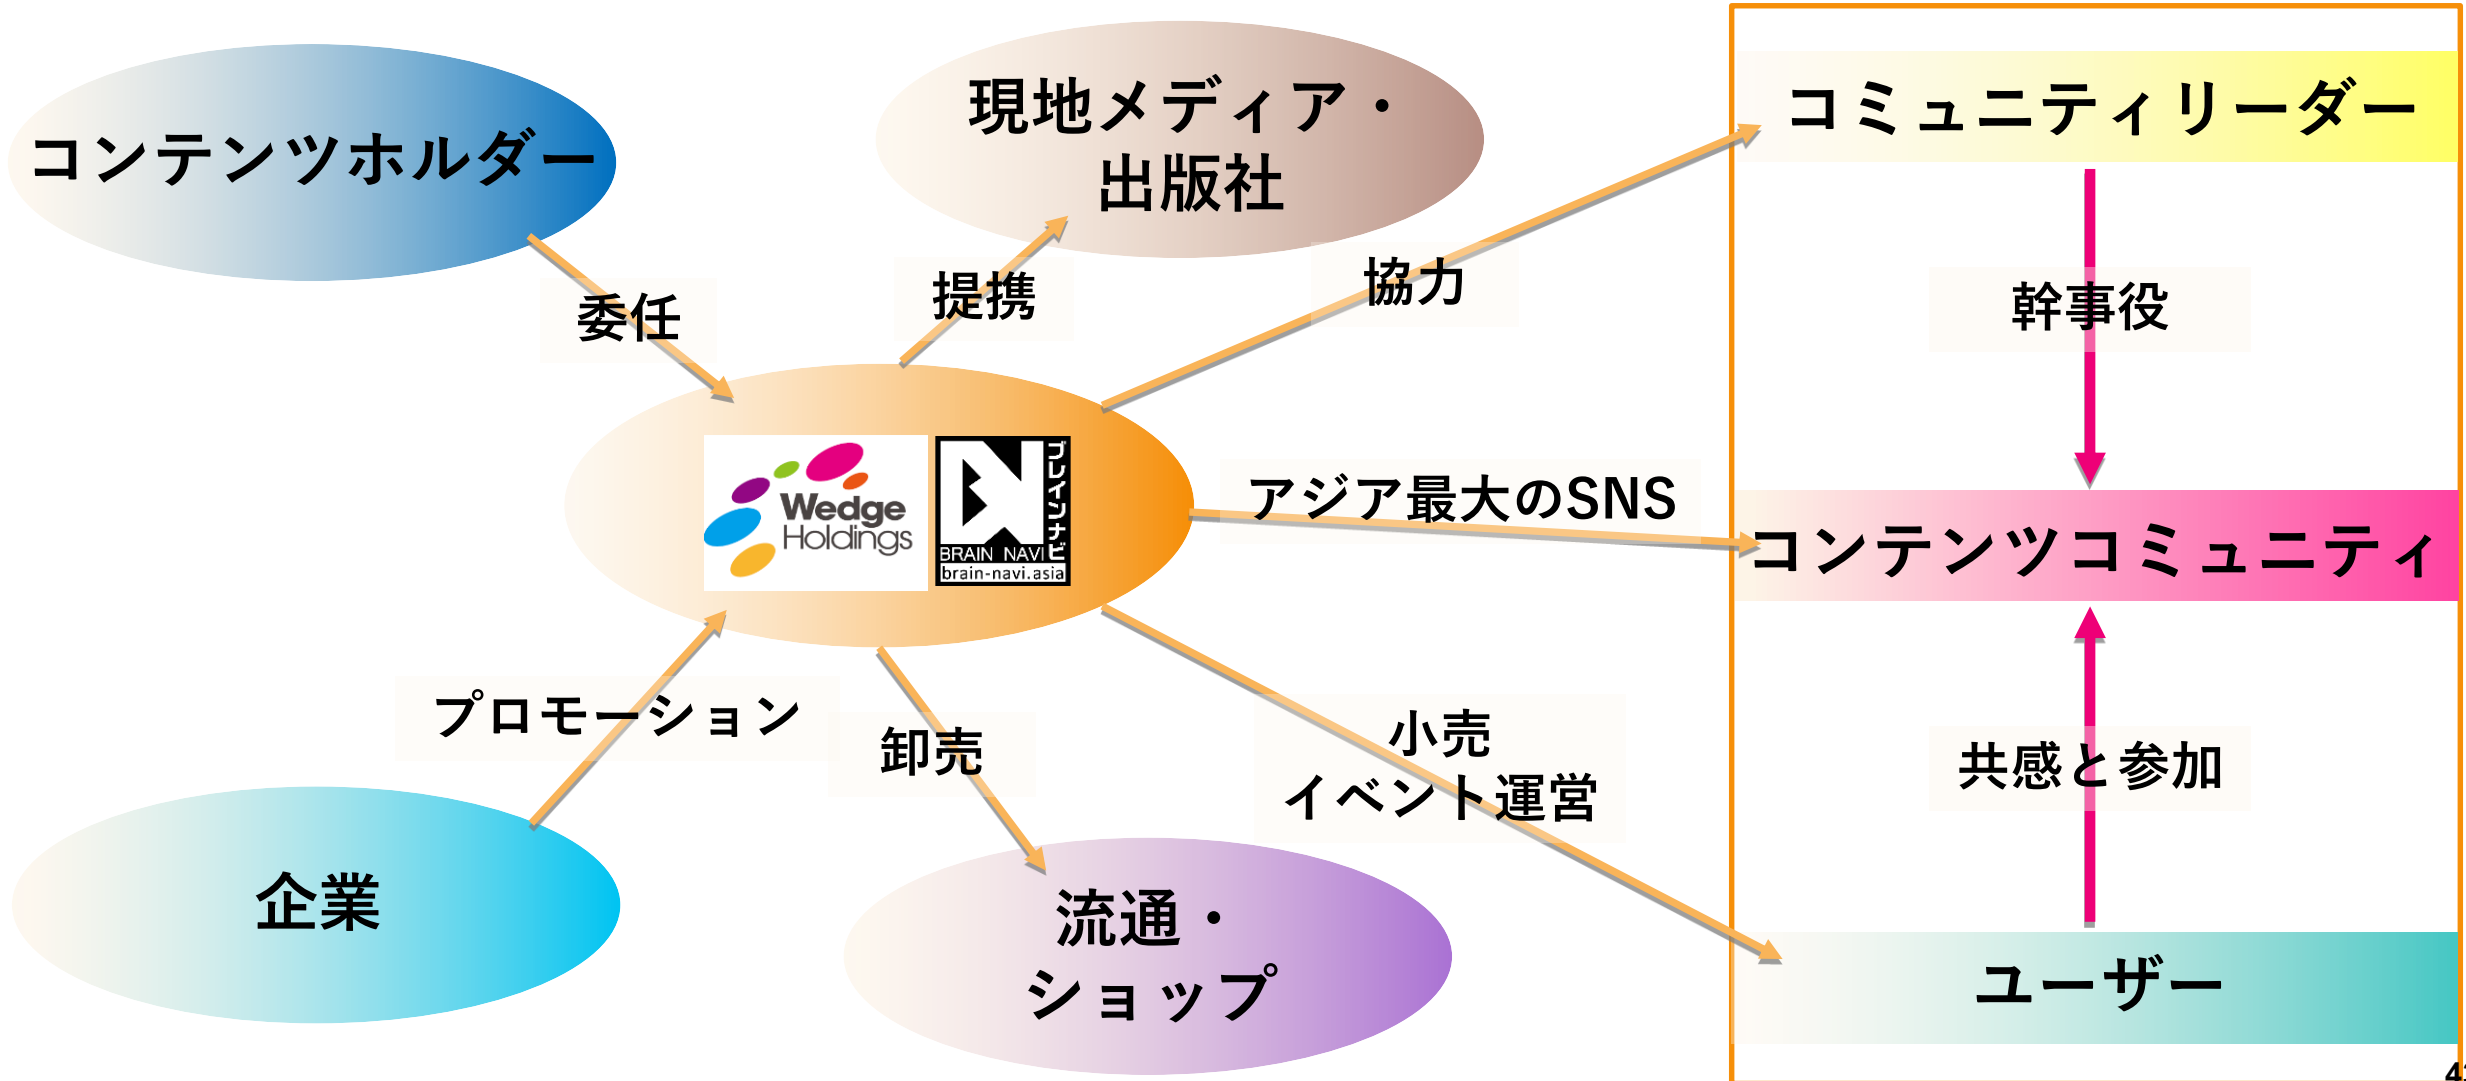 コンテンツホルダー
現地メディア・
出版社
コミュニティリーダー
委任
提携
協力
幹事役
Wedge
Holdings
ブレインナビ
BRAIN NAVI
brain-navi.asia
アジア最大のSNS
コンテンツコミュニティ
プロモーション
卸売
小売
イベント運営
共感と参加
企業
流通・
ショップ
ユーザー